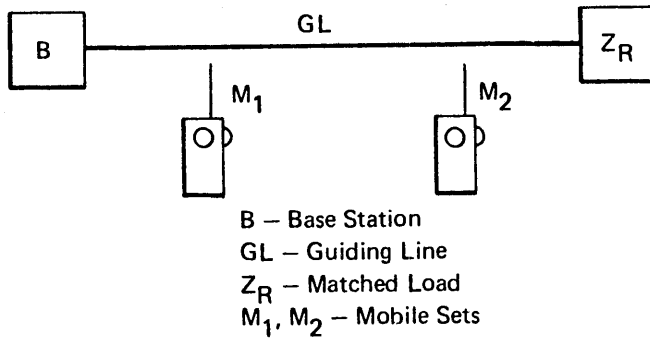 GL
B
Z_R
M_1
M_2
B – Base Station
GL – Guiding Line
Z_R – Matched Load
M_1, M_2 – Mobile Sets